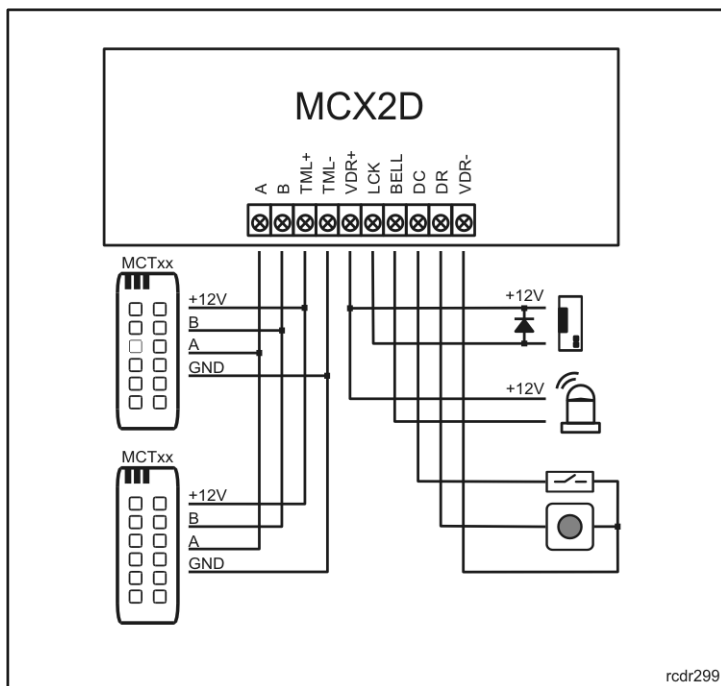 MCX2D
A
B
TML+
TML-
VDR+
LCK
BELL
DC
DR
VDR-
MCTxx
+12V
B
A
GND
MCTxx
+12V
B
A
GND
+12V
+12V
rcdr299